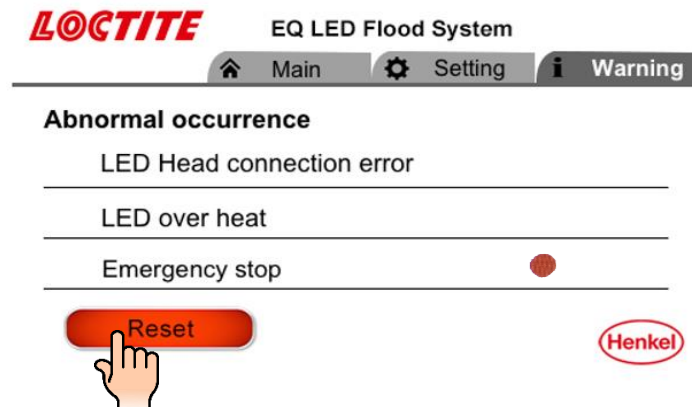 LOCTITE EQ LED Flood System
Main Setting i Warning
Abnormal occurrence
LED Head connection error
LED over heat
Emergency stop
Reset
Henkel